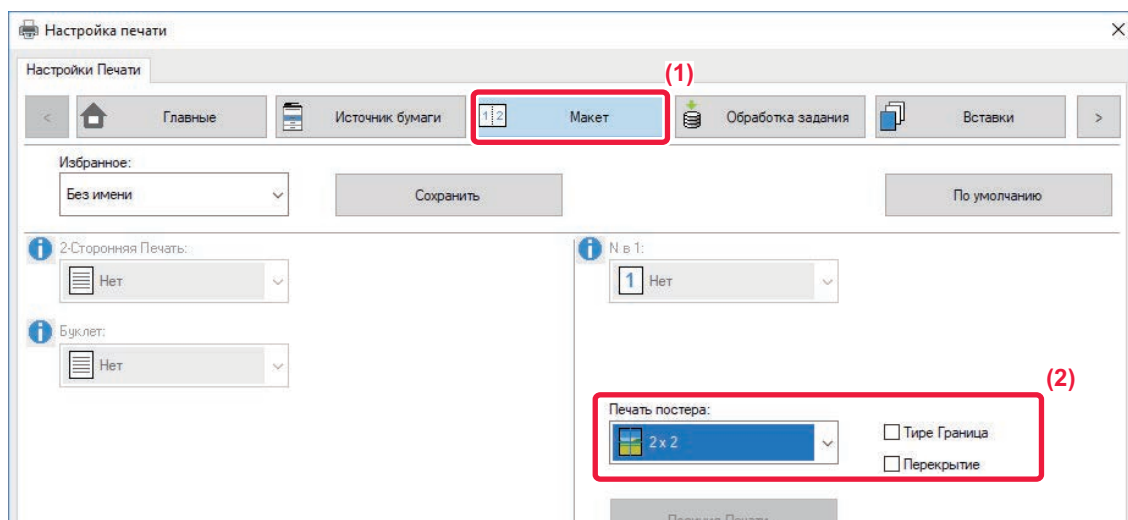 Настройка печати
Настройки Печати
(1)
< Главные Источник бумаги 1 2 Макет Обработка задания Вставки >
Избранное:
Без имени Сохранить По умолчанию
2-Сторонняя Печать: N в 1:
Нет 1 Нет
Буклет:
Нет
(2)
Печать постера:
2 x 2 Тире Граница
Перекрытие